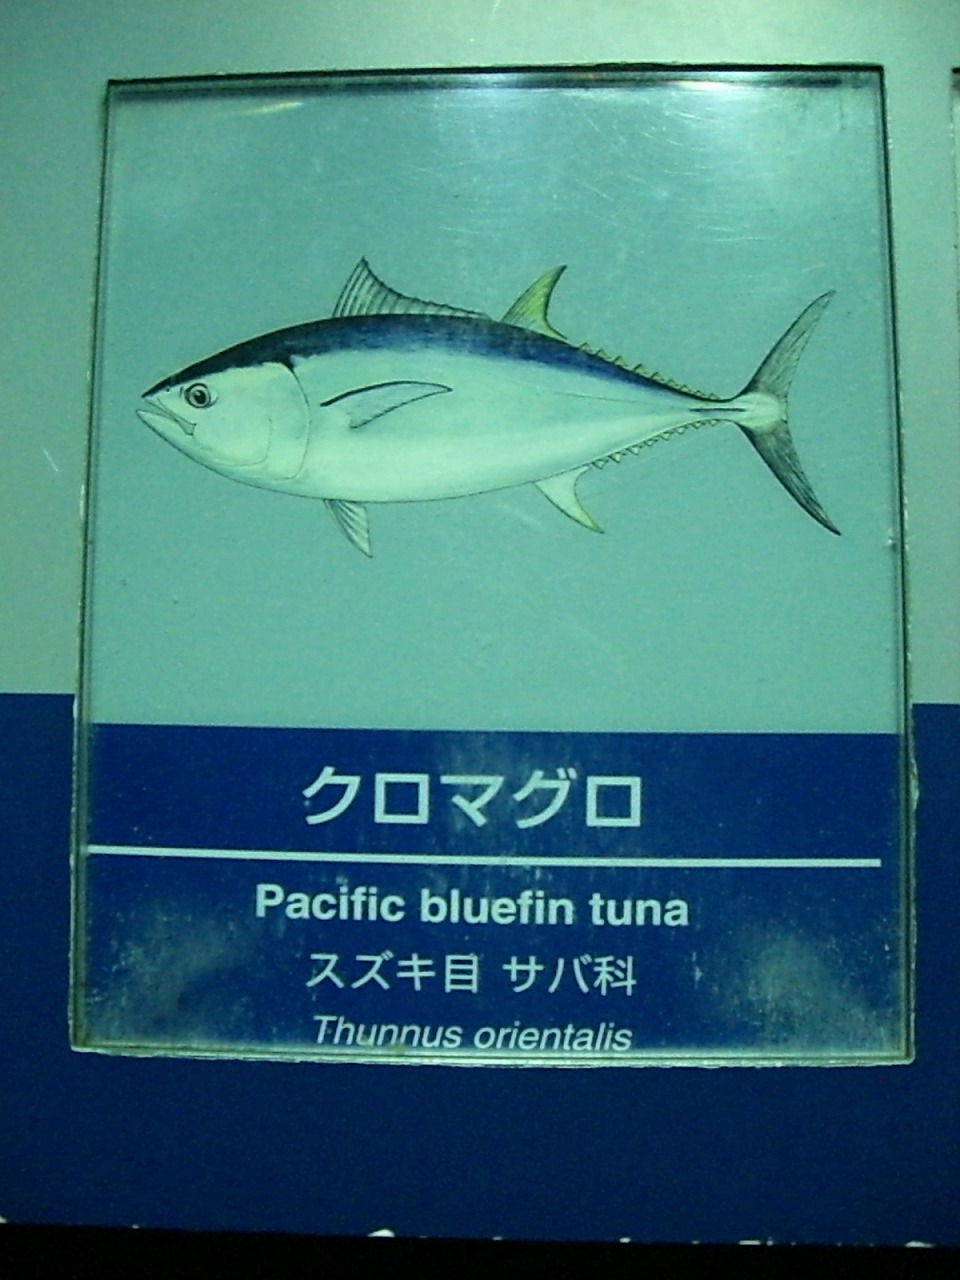 クロマグロ
Pacific bluefin tuna
スズキ目 サバ科
Thunnus orientalis